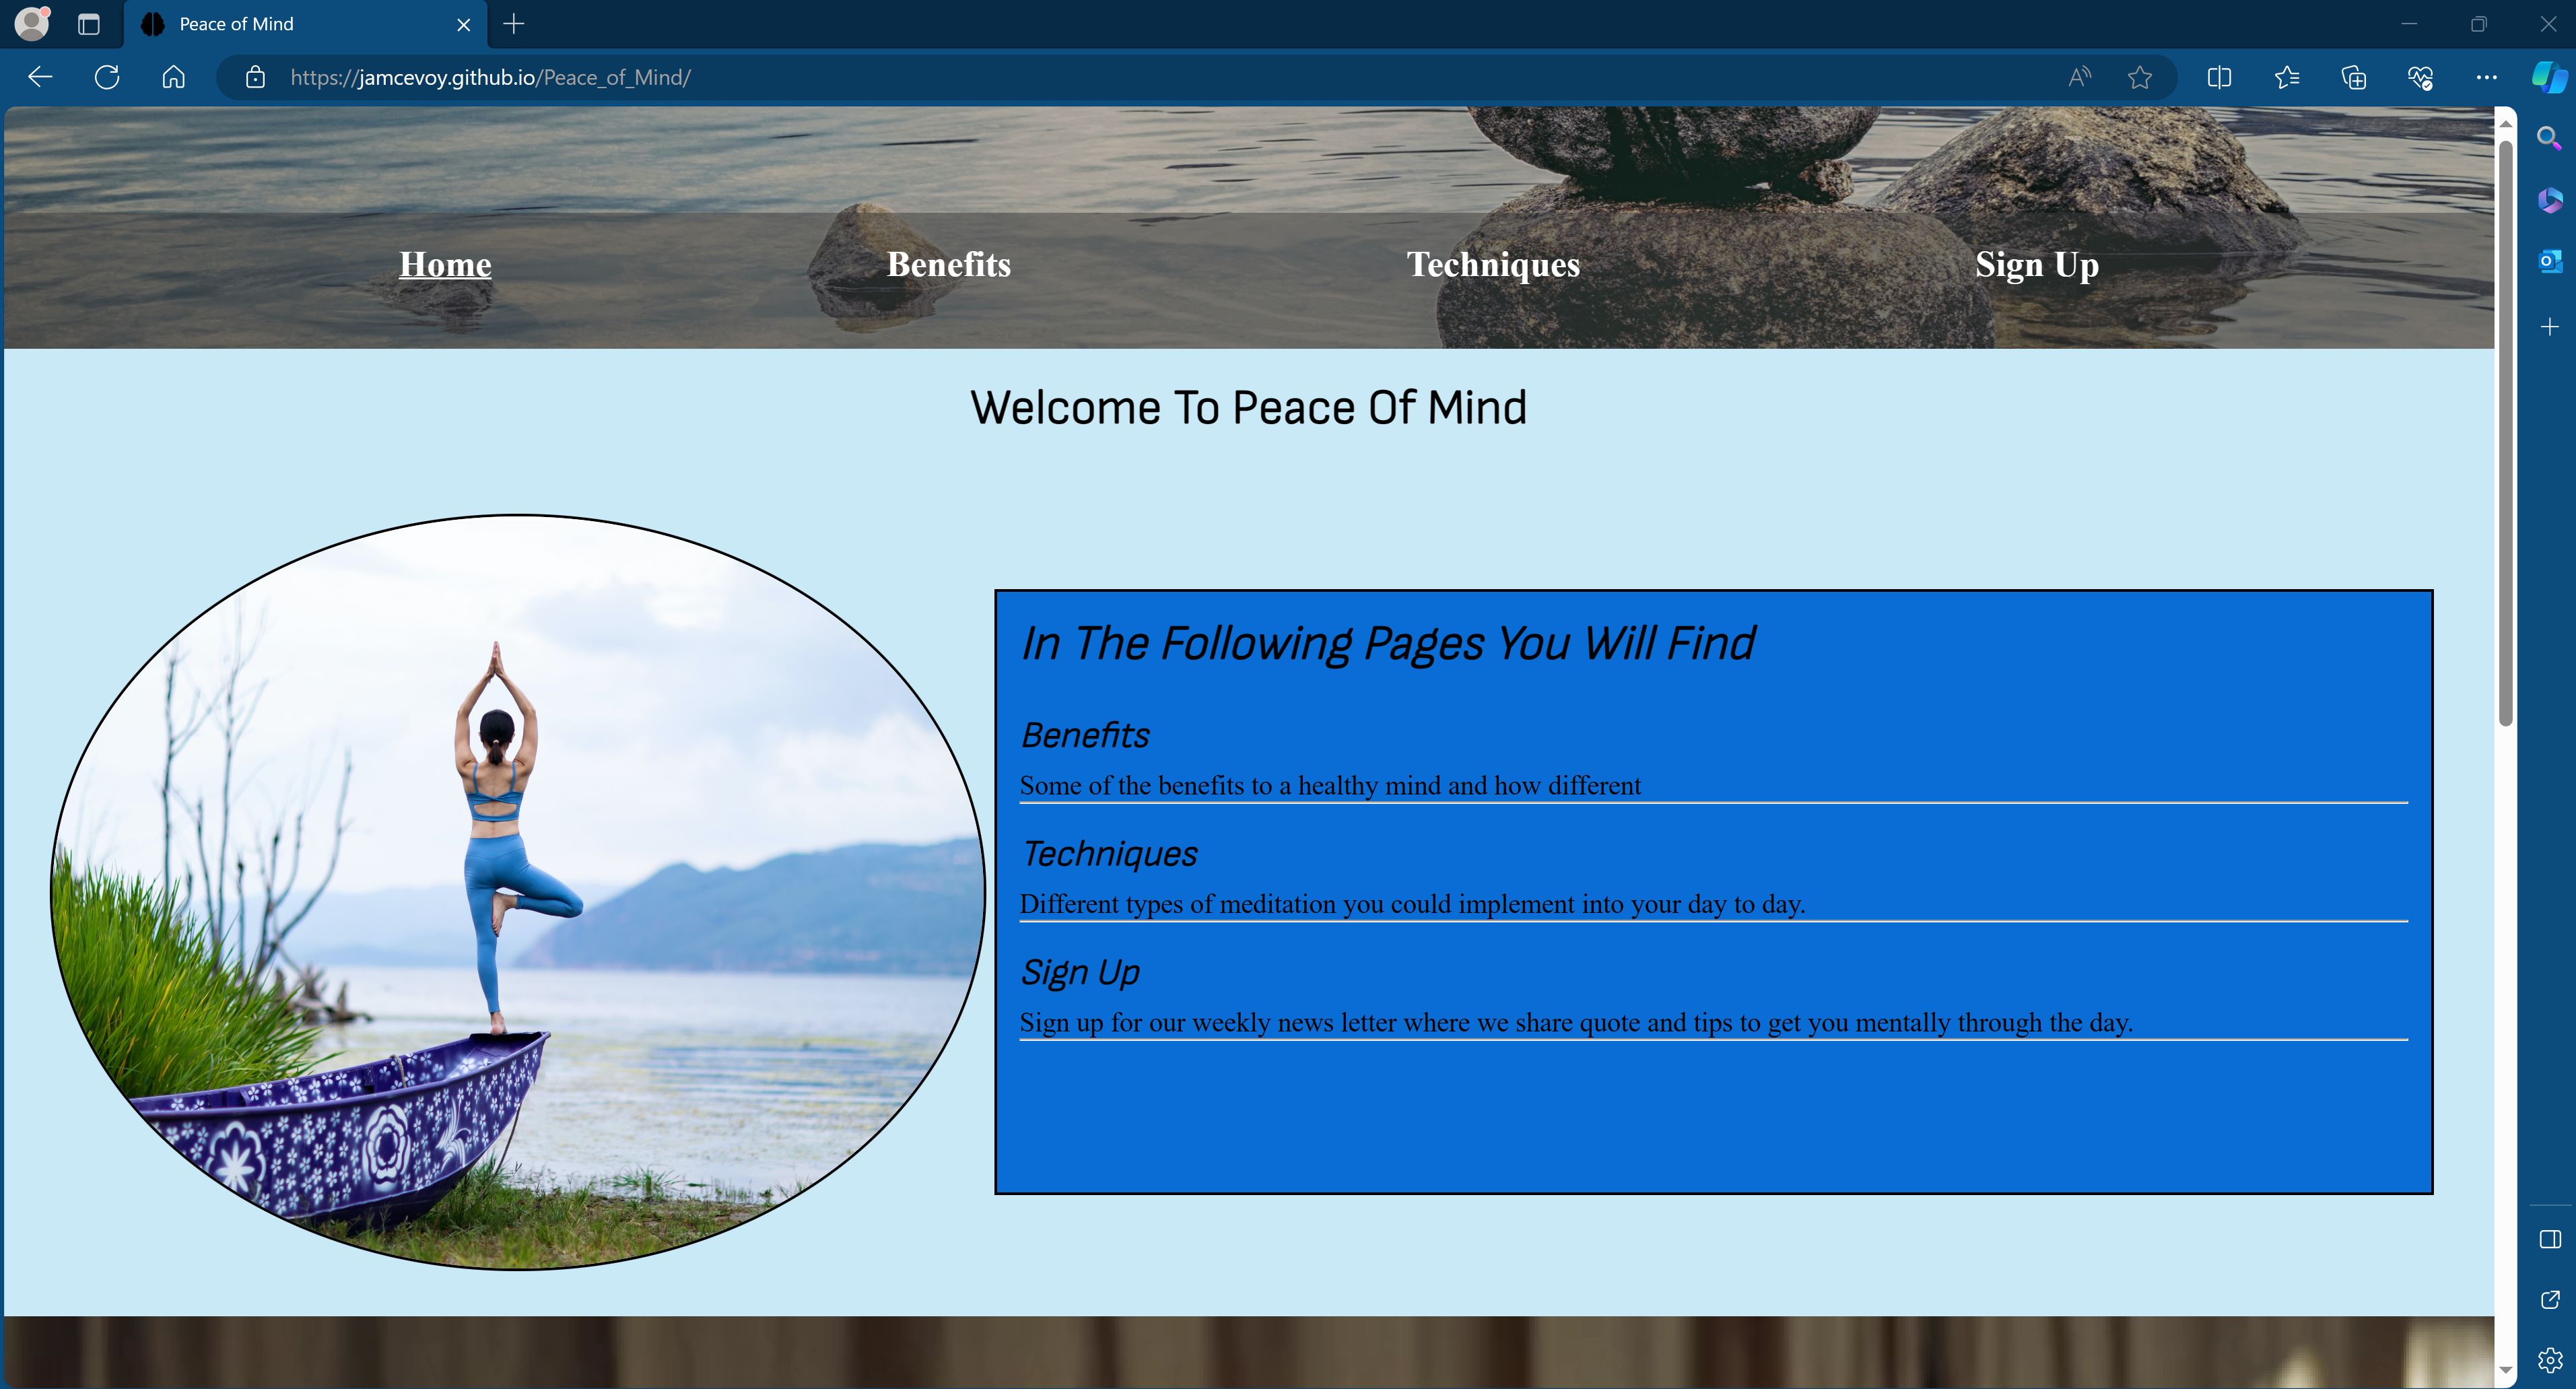 Peace of Mind
https://jamcevoy.github.io/Peace_of_Mind/
Home Benefits Techniques Sign Up
Welcome To Peace Of Mind
In The Following Pages You Will Find
Benefits
Some of the benefits to a healthy mind and how different
Techniques
Different types of meditation you could implement into your day to day.
Sign Up
Sign up for our weekly news letter where we share quote and tips to get you mentally through the day.